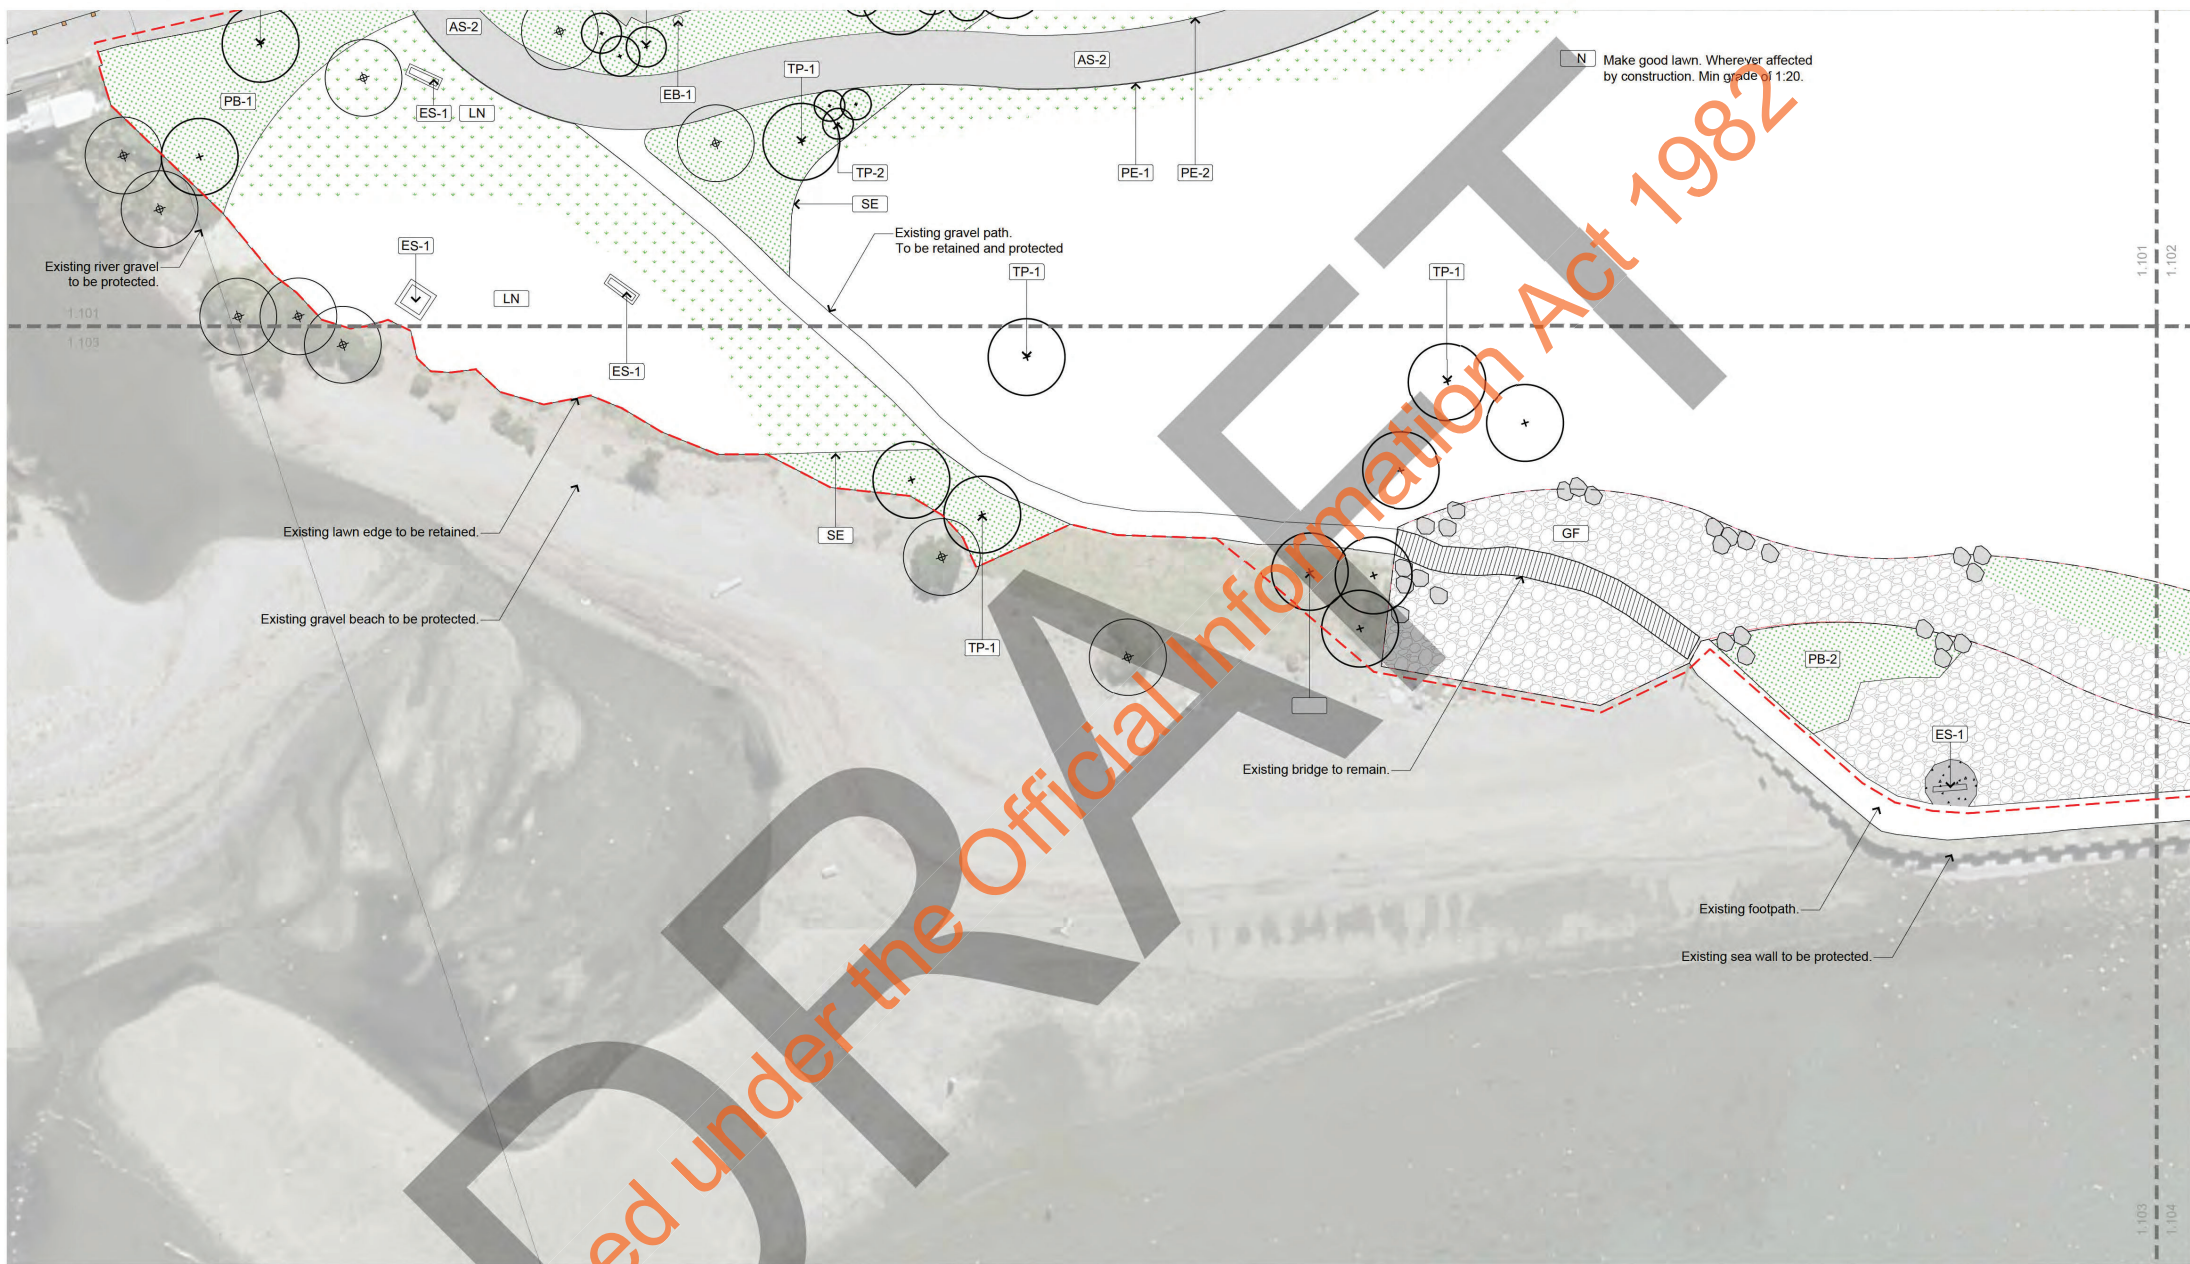 AS-2
AS-2
TP-1
PB-1
EB-1
ES-1
LN
PE-1
PE-2
TP-2
SE
N
Make good lawn. Wherever affected
by construction. Min grade of 1:20.
Existing gravel path.
To be retained and protected
Existing river gravel
to be protected.
ES-1
LN
TP-1
TP-1
1.101
1.102
1.101
1.103
ES-1
Existing lawn edge to be retained.
SE
GF
Existing gravel beach to be protected.
TP-1
PB-2
ES-1
Existing bridge to remain.
Existing footpath.
Existing sea wall to be protected.
1.103
1.104
DRAFT
ed under the Official Information Act 1982